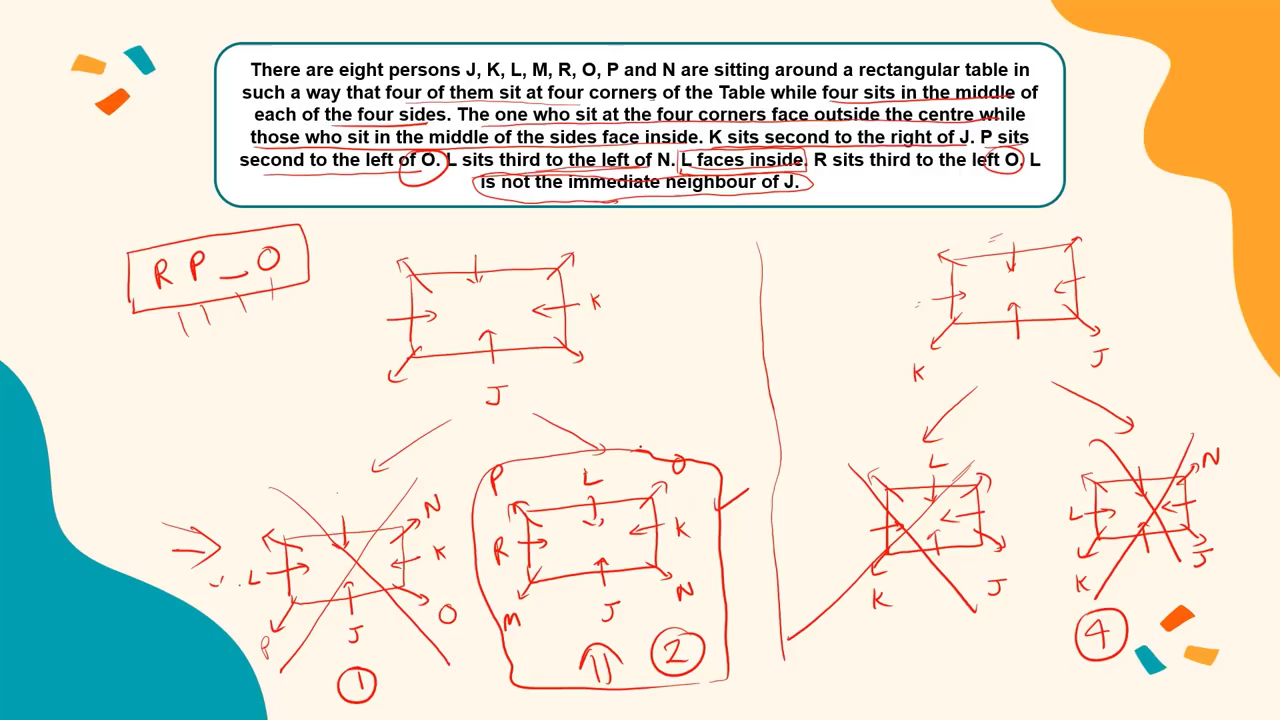 There are eight persons J, K, L, M, R, O, P and N are sitting around a rectangular table in
such a way that four of them sit at four corners of the Table while four sits in the middle of
each of the four sides. The one who sit at the four corners face outside the centre while
those who sit in the middle of the sides face inside. K sits second to the right of J. P sits
second to the left of O. L sits third to the left of N. L faces inside. R sits third to the left O. L
is not the immediate neighbour of J.
R P _ O
K
J
K
J
N
L
K
P
J
O
1
P
L
O
R
K
M
J
N
2
L
K
J
N
L
K
J
4